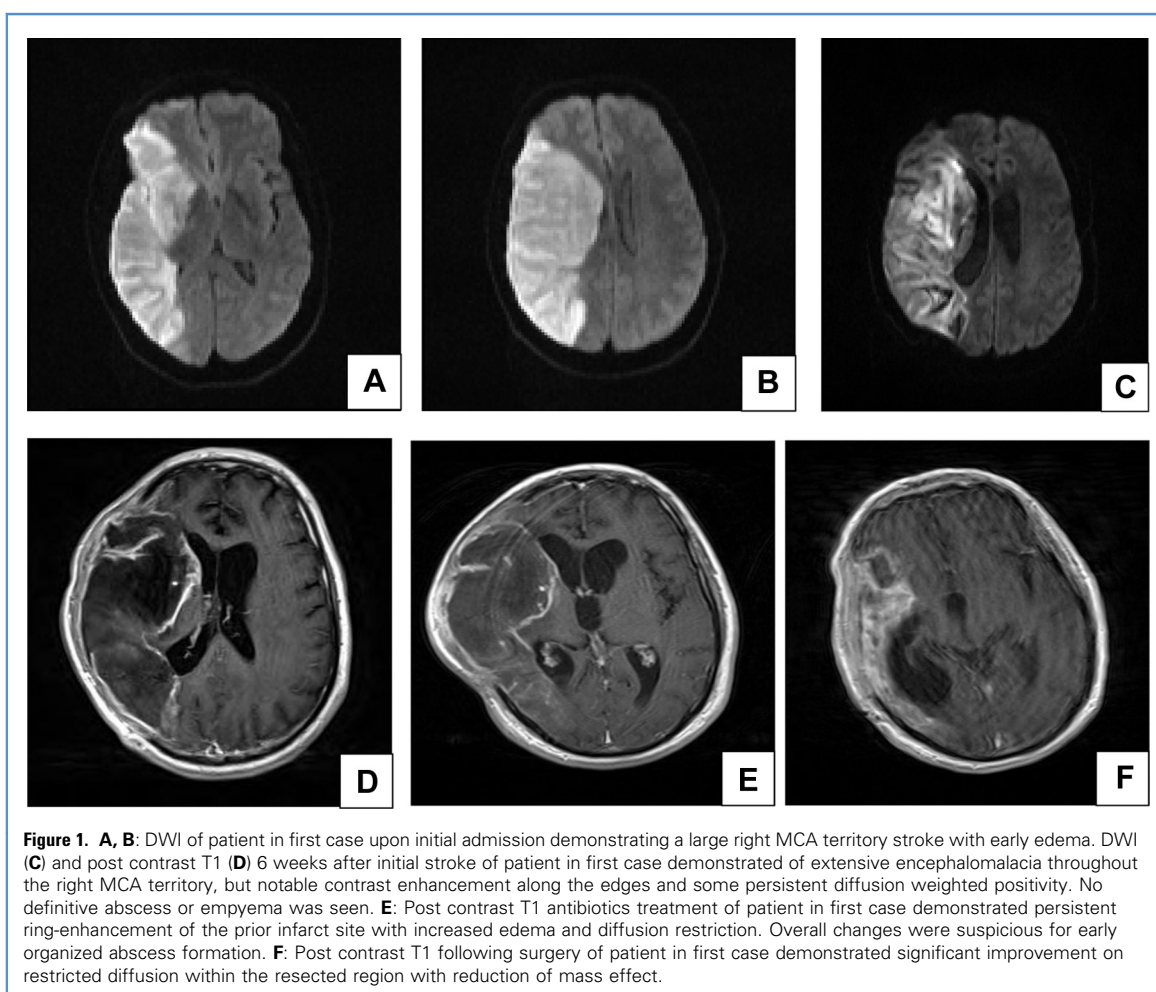 A
B
C
D
E
F
Figure 1. A, B: DWI of patient in first case upon initial admission demonstrating a large right MCA territory stroke with early edema. DWI
(C) and post contrast T1 (D) 6 weeks after initial stroke of patient in first case demonstrated of extensive encephalomalacia throughout
the right MCA territory, but notable contrast enhancement along the edges and some persistent diffusion weighted positivity. No
definitive abscess or empyema was seen. E: Post contrast T1 antibiotics treatment of patient in first case demonstrated persistent
ring-enhancement of the prior infarct site with increased edema and diffusion restriction. Overall changes were suspicious for early
organized abscess formation. F: Post contrast T1 following surgery of patient in first case demonstrated significant improvement on
restricted diffusion within the resected region with reduction of mass effect.